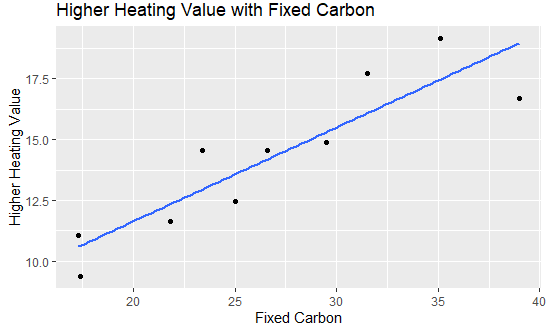 Higher Heating Value with Fixed Carbon
Higher Heating Value
17.5
15.0
12.5
10.0
20 25 30 35 40
Fixed Carbon